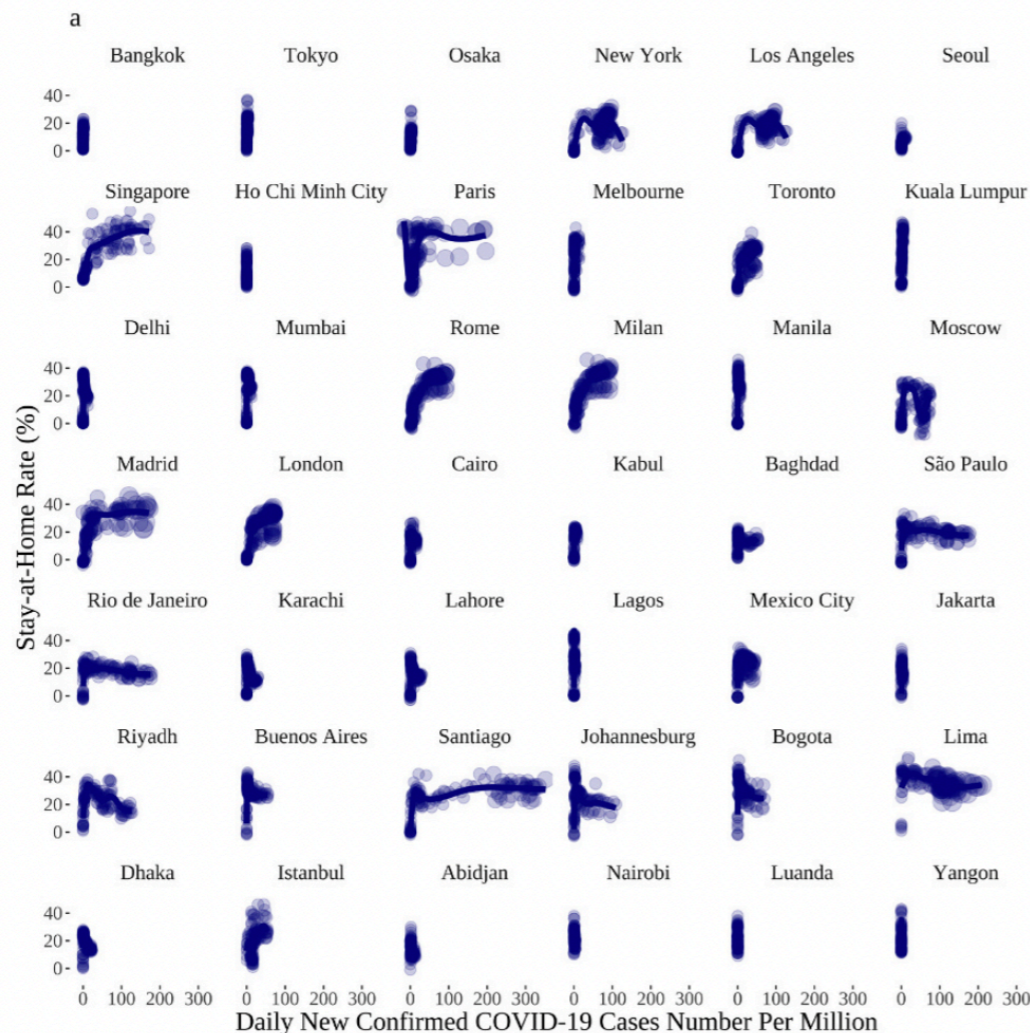 a
Bangkok Tokyo Osaka New York Los Angeles Seoul
40
20
0
Singapore Ho Chi Minh City Paris Melbourne Toronto Kuala Lumpur
40
20
0
Delhi Mumbai Rome Milan Manila Moscow
40
20
0
Stay-at-Home Rate (%)
Madrid London Cairo Kabul Baghdad São Paulo
40
20
0
Rio de Janeiro Karachi Lahore Lagos Mexico City Jakarta
40
20
0
Riyadh Buenos Aires Santiago Johannesburg Bogota Lima
40
20
0
Dhaka Istanbul Abidjan Nairobi Luanda Yangon
40
20
0
0 100 200 300 0 100 200 300 0 100 200 300 0 100 200 300 0 100 200 300 0 100 200 300
Daily New Confirmed COVID-19 Cases Number Per Million